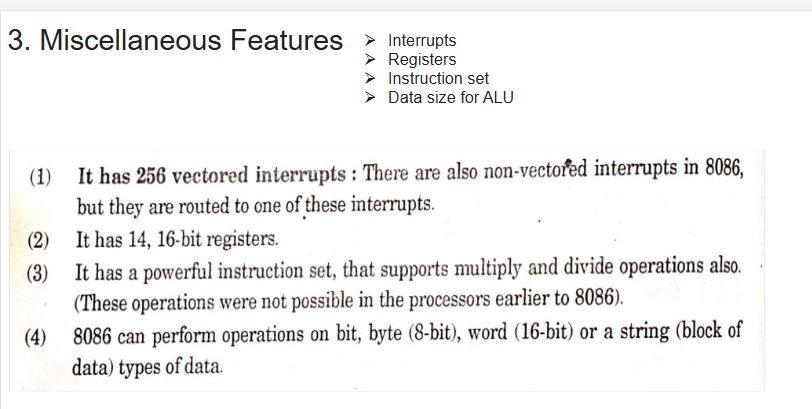 3. Miscellaneous Features
➢ Interrupts
➢ Registers
➢ Instruction set
➢ Data size for ALU
(1) It has 256 vectored interrupts : There are also non-vectored interrupts in 8086,
but they are routed to one of these interrupts.
(2) It has 14, 16-bit registers.
(3) It has a powerful instruction set, that supports multiply and divide operations also.
(These operations were not possible in the processors earlier to 8086).
(4) 8086 can perform operations on bit, byte (8-bit), word (16-bit) or a string (block of
data) types of data.